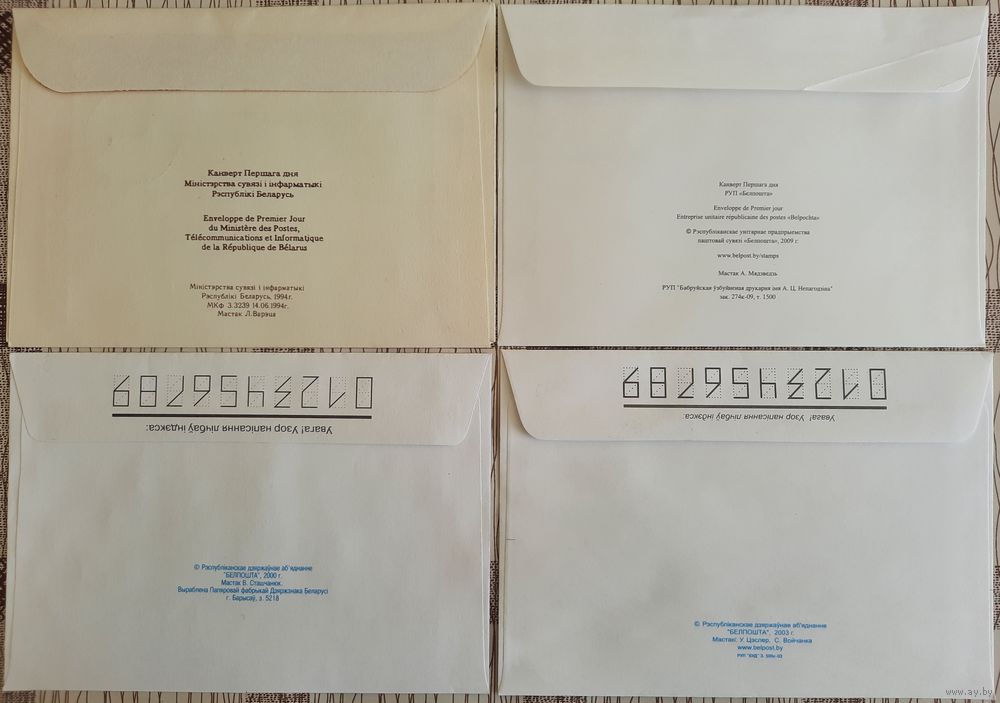 Канверт Першага дня
Міністэрства сувязі і інфарматыкі
Рэспублікі Беларусь
Enveloppe de Premier Jour
du Ministère des Postes,
Télécommunications et Informatique
de la République de Bélarus
Міністэрства сувязі і інфарматыкі
Рэспублікі Беларусь, 1994г.
МКФ 3.3239 14.06.1994г.
Мастак Л.Варэца
Канверт Першага дня
РУП «Белпошта»
Enveloppe de Premier jour
Entreprise unitaire républicaine des postes «Belpochta»
© Рэспубліканскае унітарнае прадпрыемства
паштовай сувязі «Белпошта», 2009 г.
www.belpost.by/stamps
Мастак А. Мядзведзь
РУП "Бабруйская ўзбуйненая друкарня імя А. Ц. Непагодзіна"
зак. 274к-09, т. 1500
Увага! Узор напісання лічбаў індэкса:
0123456789
© Рэспубліканскае дзяржаўнае аб'яднанне
"БЕЛПОШТА", 2000 г.
Мастак В. Сташчанюк.
Выраблена Папяровай фабрыкай Дзяржзнака Беларусі
г. Барысаў, з. 5218
Увага! Узор напісання лічбаў індэкса:
0123456789
© Рэспубліканскае дзяржаўнае аб'яднанне
"БЕЛПОШТА", 2003 г.
Мастакі: У. Цэслер, С. Войчанка
www.belpost.by
www.ay.by